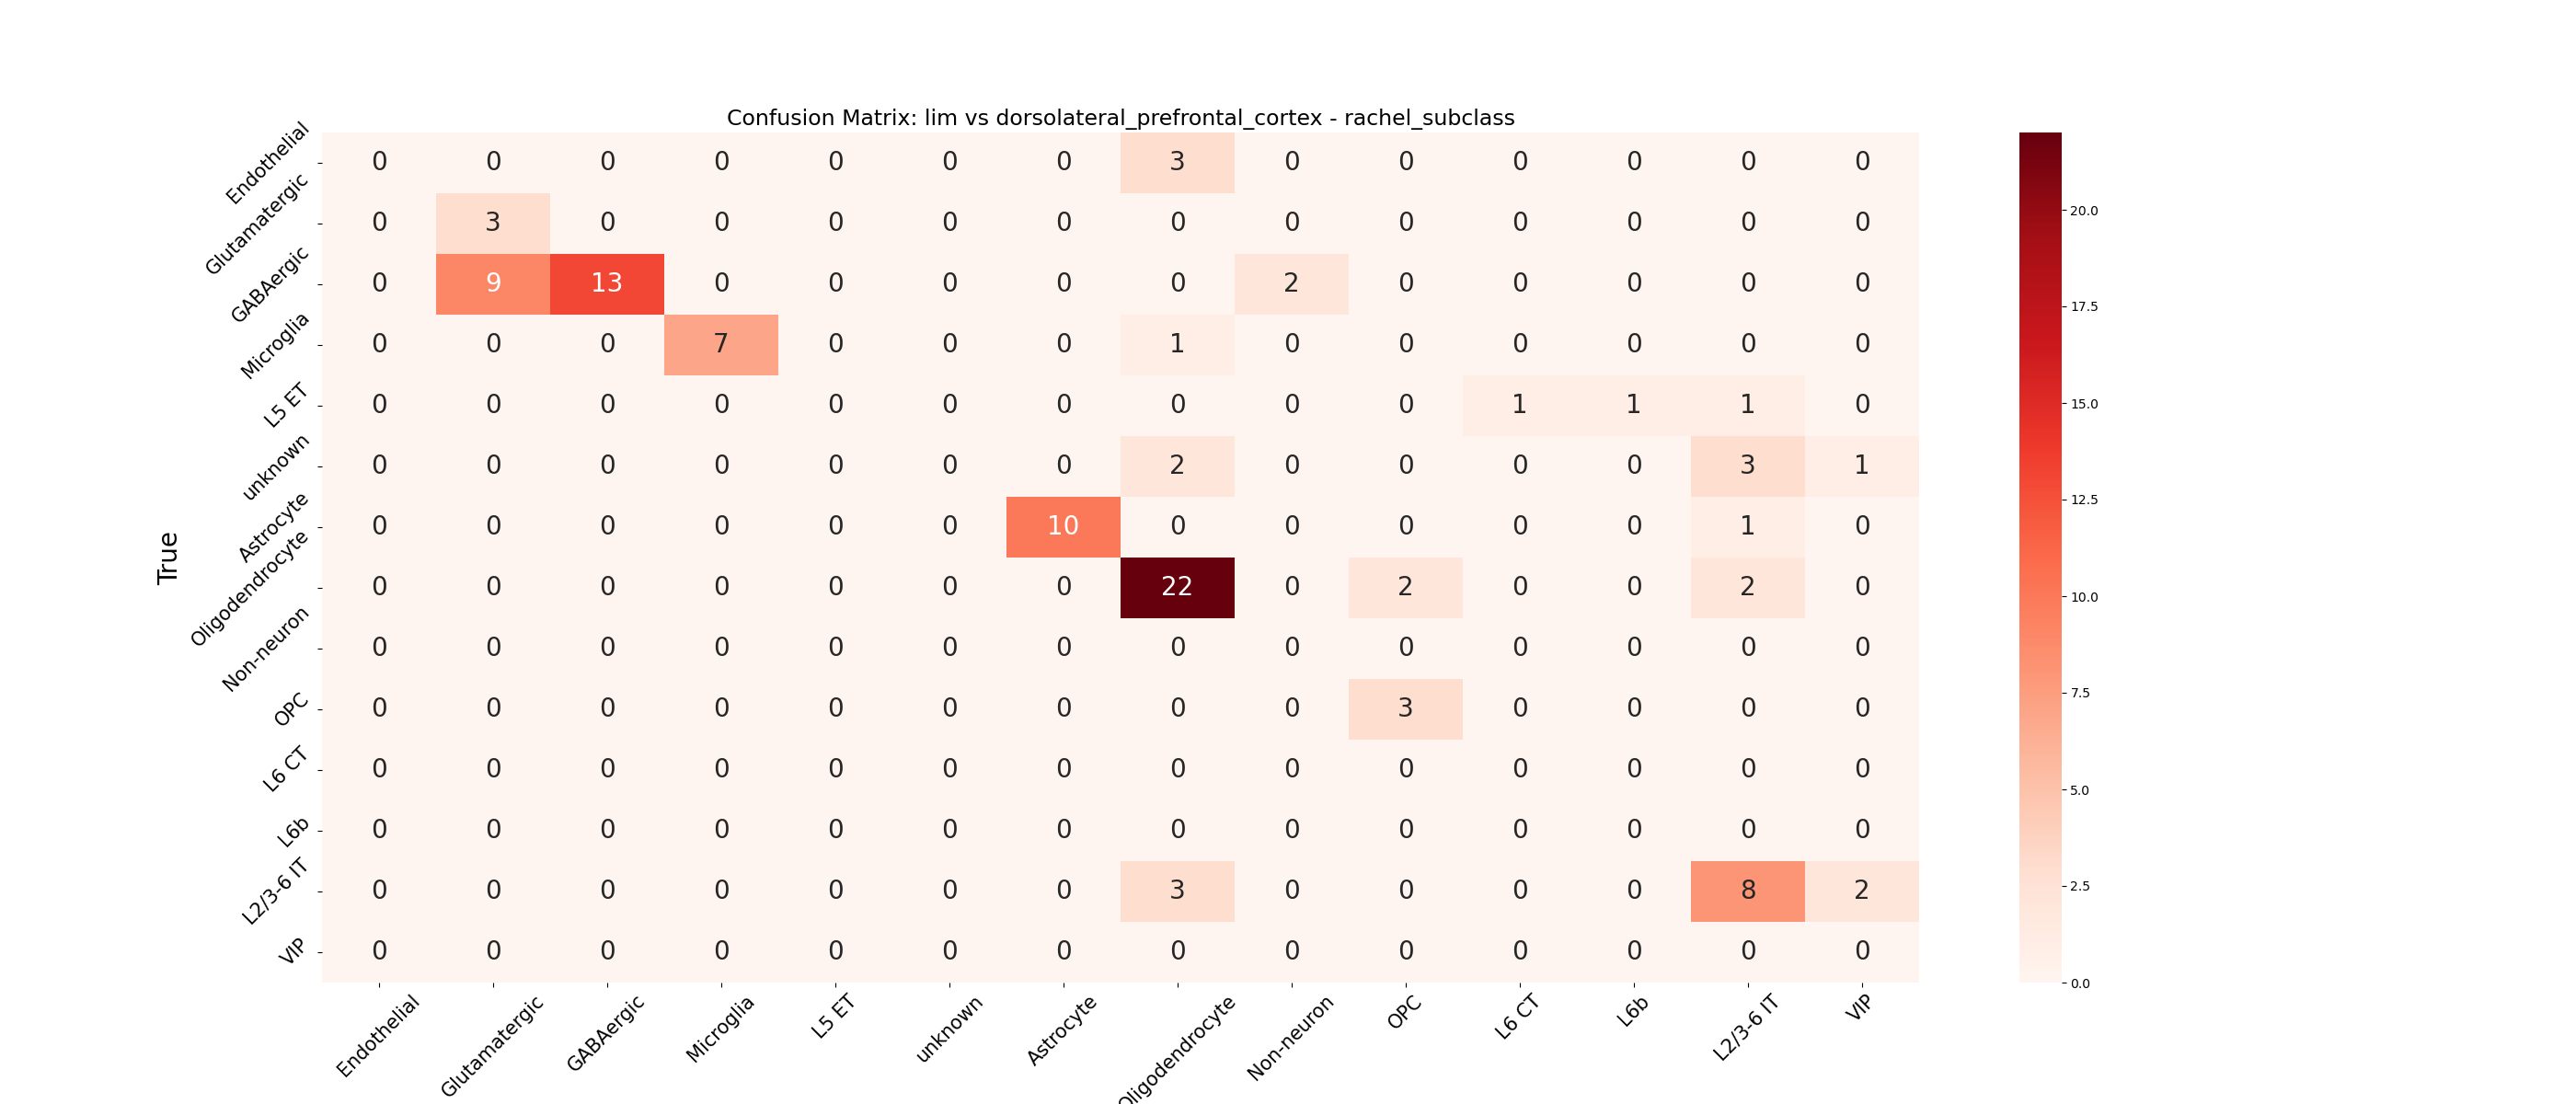 Confusion Matrix: lim vs dorsolateral_prefrontal_cortex - rachel_subclass
True
Endothelial 0 0 0 0 0 0 0 3 0 0 0 0 0 0
Glutamatergic 0 3 0 0 0 0 0 0 0 0 0 0 0 0
GABAergic 0 9 13 0 0 0 0 0 2 0 0 0 0 0
Microglia 0 0 0 7 0 0 0 1 0 0 0 0 0 0
L5 ET 0 0 0 0 0 0 0 0 0 0 1 1 1 0
unknown 0 0 0 0 0 0 0 2 0 0 0 0 3 1
Astrocyte 0 0 0 0 0 0 10 0 0 0 0 0 1 0
Oligodendrocyte 0 0 0 0 0 0 0 22 0 2 0 0 2 0
Non-neuron 0 0 0 0 0 0 0 0 0 0 0 0 0 0
OPC 0 0 0 0 0 0 0 0 0 3 0 0 0 0
L6 CT 0 0 0 0 0 0 0 0 0 0 0 0 0 0
L6b 0 0 0 0 0 0 0 0 0 0 0 0 0 0
L2/3-6 IT 0 0 0 0 0 0 0 3 0 0 0 0 8 2
VIP 0 0 0 0 0 0 0 0 0 0 0 0 0 0
Endothelial Glutamatergic GABAergic Microglia L5 ET unknown Astrocyte Oligodendrocyte Non-neuron OPC L6 CT L6b L2/3-6 IT VIP
20.0
17.5
15.0
12.5
10.0
7.5
5.0
2.5
0.0